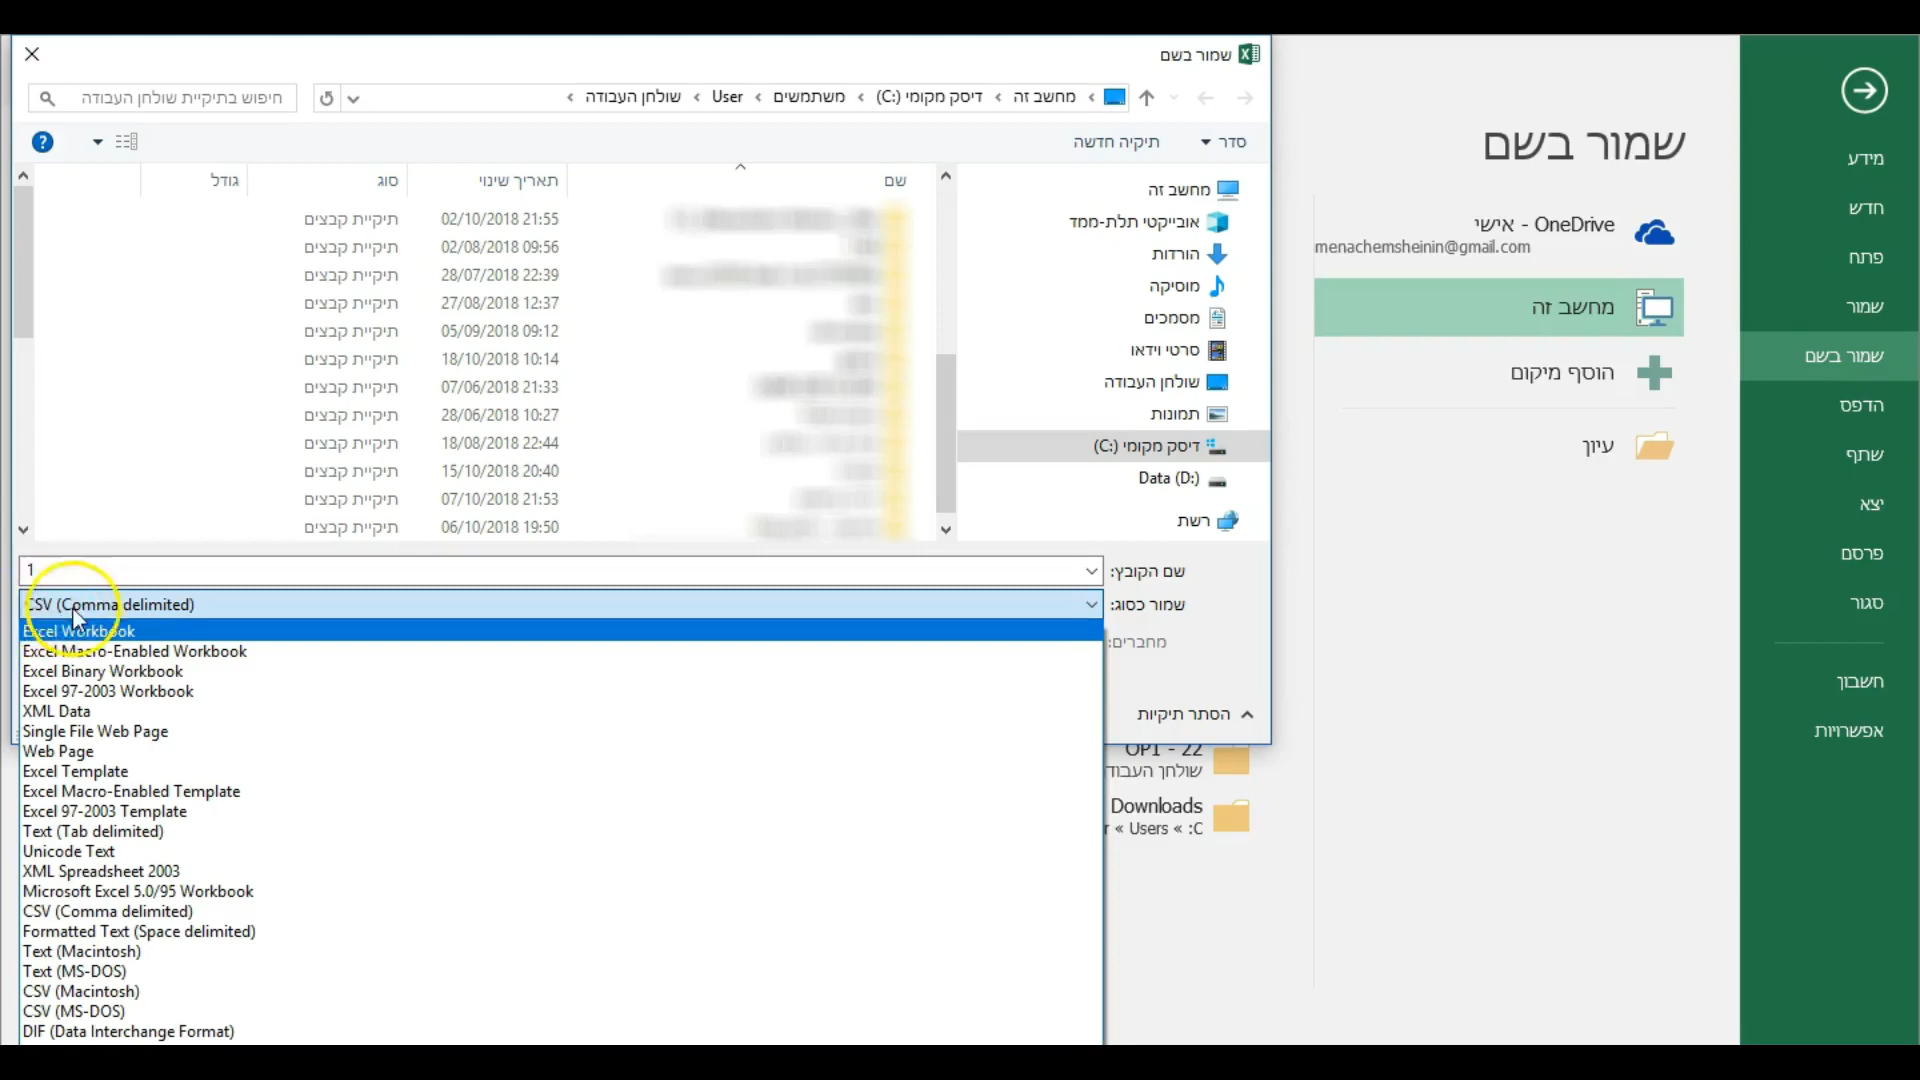 שמור בשם
חיפוש בתיקיית שולחן העבודה
מחשב זה
דיסק מקומי (C:)
משתמשים
User
שולחן העבודה
סדר
תיקיה חדשה
?
שם
תאריך שינוי
סוג
גודל
02/10/2018 21:55 תיקיית קבצים
02/08/2018 09:56 תיקיית קבצים
28/07/2018 22:39 תיקיית קבצים
27/08/2018 12:37 תיקיית קבצים
05/09/2018 09:12 תיקיית קבצים
18/10/2018 10:14 תיקיית קבצים
07/06/2018 21:33 תיקיית קבצים
28/06/2018 10:27 תיקיית קבצים
18/08/2018 22:44 תיקיית קבצים
15/10/2018 20:40 תיקיית קבצים
07/10/2018 21:53 תיקיית קבצים
06/10/2018 19:50 תיקיית קבצים
מחשב זה
אובייקטי תלת-ממד
הורדות
מוסיקה
מסמכים
סרטי וידאו
שולחן העבודה
תמונות
דיסק מקומי (C:)
Data (D:)
רשת
שם הקובץ:
1
שמור כסוג:
CSV (Comma delimited)
מחברים:
הסתר תיקיות
Excel Workbook
Excel Macro-Enabled Workbook
Excel Binary Workbook
Excel 97-2003 Workbook
XML Data
Single File Web Page
Web Page
Excel Template
Excel Macro-Enabled Template
Excel 97-2003 Template
Text (Tab delimited)
Unicode Text
XML Spreadsheet 2003
Microsoft Excel 5.0/95 Workbook
CSV (Comma delimited)
Formatted Text (Space delimited)
Text (Macintosh)
Text (MS-DOS)
CSV (Macintosh)
CSV (MS-DOS)
DIF (Data Interchange Format)
שמור בשם
OneDrive - אישי
menachemsheinin@gmail.com
מחשב זה
הוסף מיקום
עיון
OP1 - 22
שולחן העבוד
Downloads
r « Users « :C
מידע
חדש
פתח
שמור
שמור בשם
הדפס
שתף
יצא
פרסם
סגור
חשבון
אפשרויות